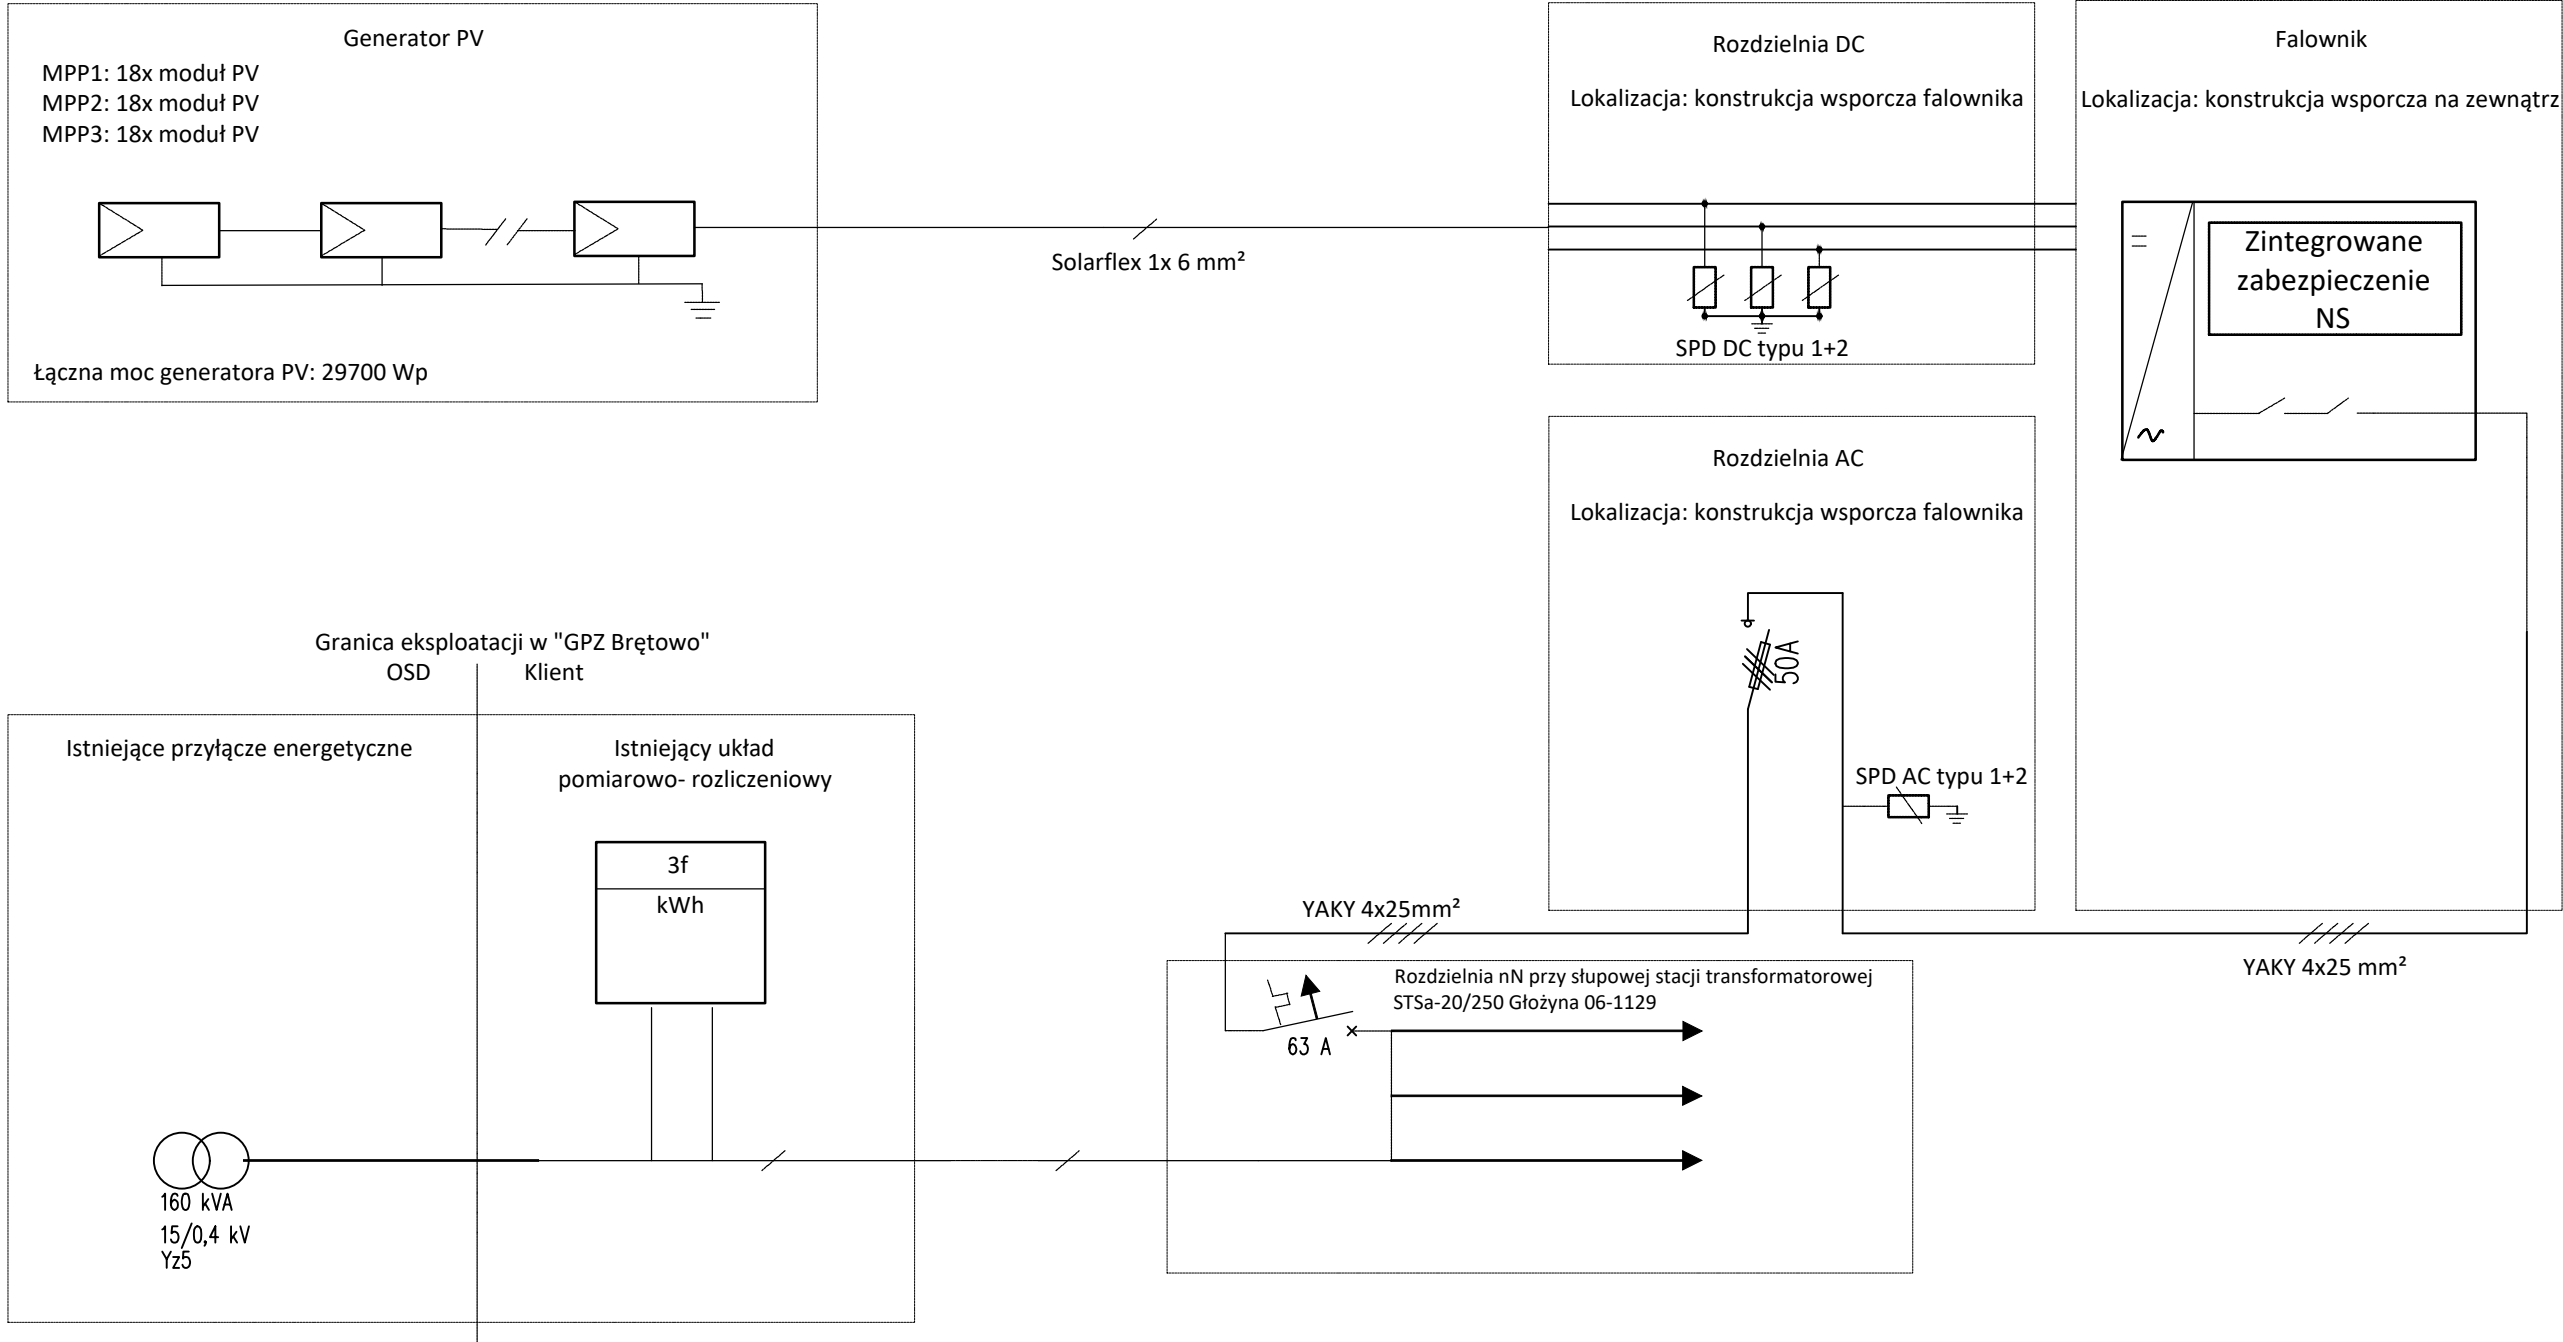 Generator PV
MPP1: 18x moduł PV
MPP2: 18x moduł PV
MPP3: 18x moduł PV
Łączna moc generatora PV: 29700 Wp
Solarflex 1x 6 mm²
Rozdzielnia DC
Lokalizacja: konstrukcja wsporcza falownika
SPD DC typu 1+2
Falownik
Lokalizacja: konstrukcja wsporcza na zewnątrz
Zintegrowane
zabezpieczenie
NS
Rozdzielnia AC
Lokalizacja: konstrukcja wsporcza falownika
50A
SPD AC typu 1+2
Granica eksploatacji w "GPZ Brętowo"
OSD Klient
Istniejące przyłącze energetyczne
Istniejący układ
pomiarowo- rozliczeniowy
3f
kWh
160 kVA
15/0,4 kV
Yz5
YAKY 4x25mm²
YAKY 4x25 mm²
Rozdzielnia nN przy słupowej stacji transformatorowej
STSa-20/250 Głożyna 06-1129
63 A